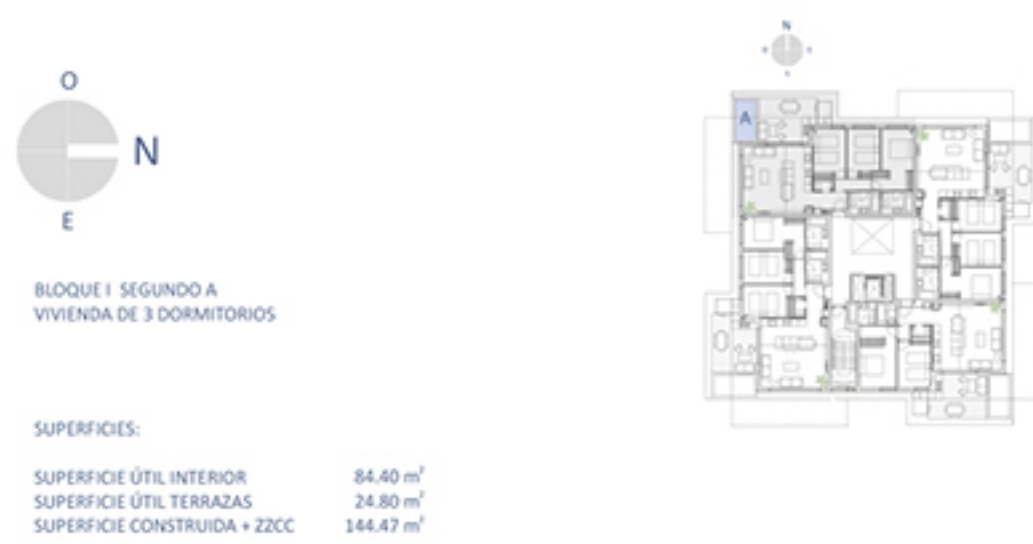 O
N
E
BLOQUE I SEGUNDO A
VIVIENDA DE 3 DORMITORIOS
SUPERFICIES:
SUPERFICIE ÚTIL INTERIOR 84.40 m²
SUPERFICIE ÚTIL TERRAZAS 24.80 m²
SUPERFICIE CONSTRUIDA + ZZCC 144.47 m²
N
A